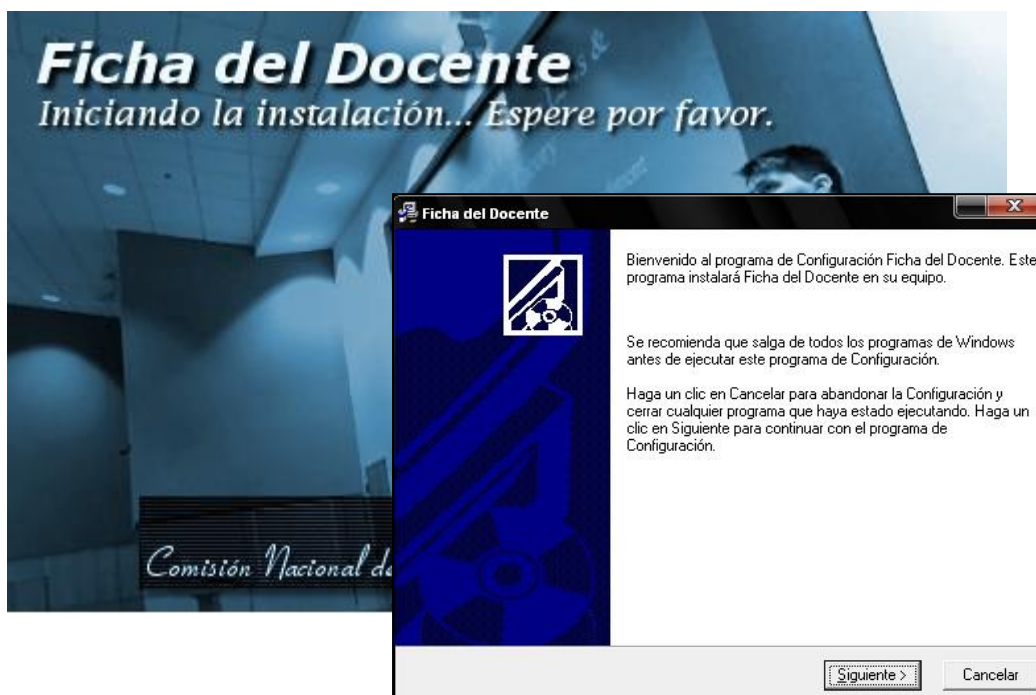 Ficha del Docente
Iniciando la instalación... Espere por favor.
Ficha del Docente
Bienvenido al programa de Configuración Ficha del Docente. Este
programa instalará Ficha del Docente en su equipo.
Se recomienda que salga de todos los programas de Windows
antes de ejecutar este programa de Configuración.
Haga un clic en Cancelar para abandonar la Configuración y
cerrar cualquier programa que haya estado ejecutando. Haga un
clic en Siguiente para continuar con el programa de
Configuración.
Comisión Nacional de
Siguiente >
Cancelar